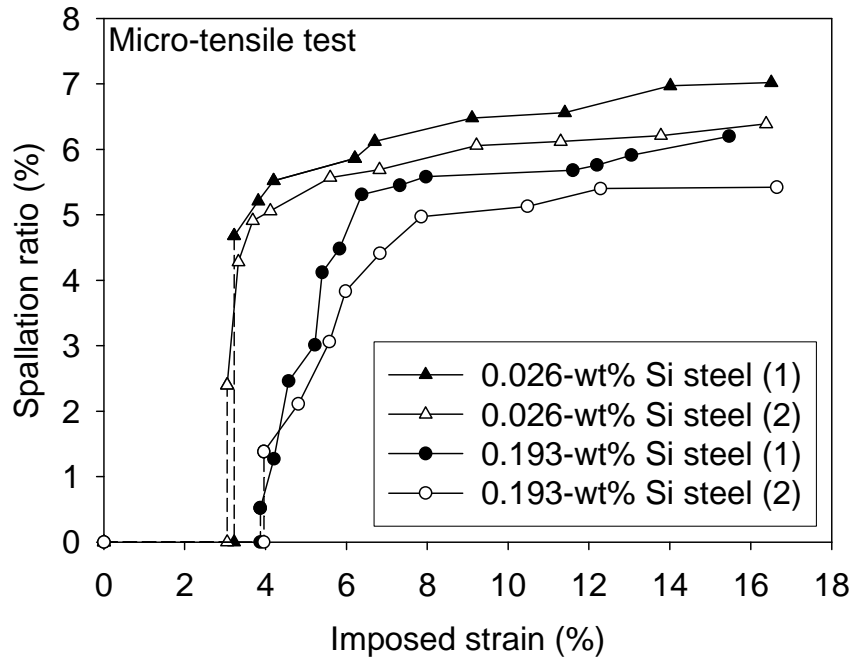 Micro-tensile test
Spallation ratio (%)
8
7
6
5
4
3
2
1
0
0.026-wt% Si steel (1)
0.026-wt% Si steel (2)
0.193-wt% Si steel (1)
0.193-wt% Si steel (2)
0 2 4 6 8 10 12 14 16 18
Imposed strain (%)